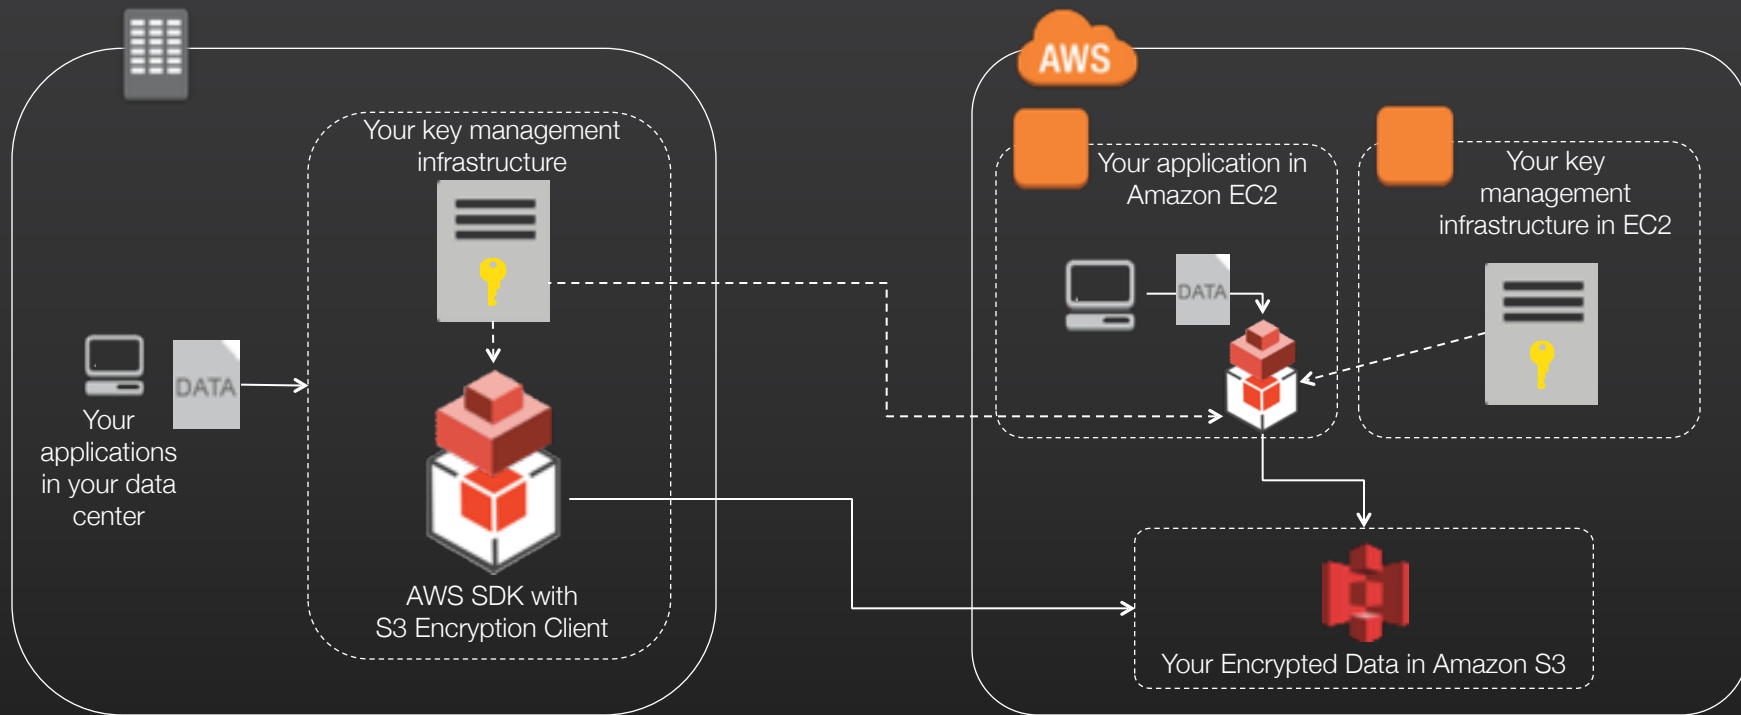 AWS
Your key management
infrastructure
DATA
Your
applications
in your data
center
AWS SDK with
S3 Encryption Client
Your application in
Amazon EC2
DATA
Your key
management
infrastructure in EC2
Your Encrypted Data in Amazon S3